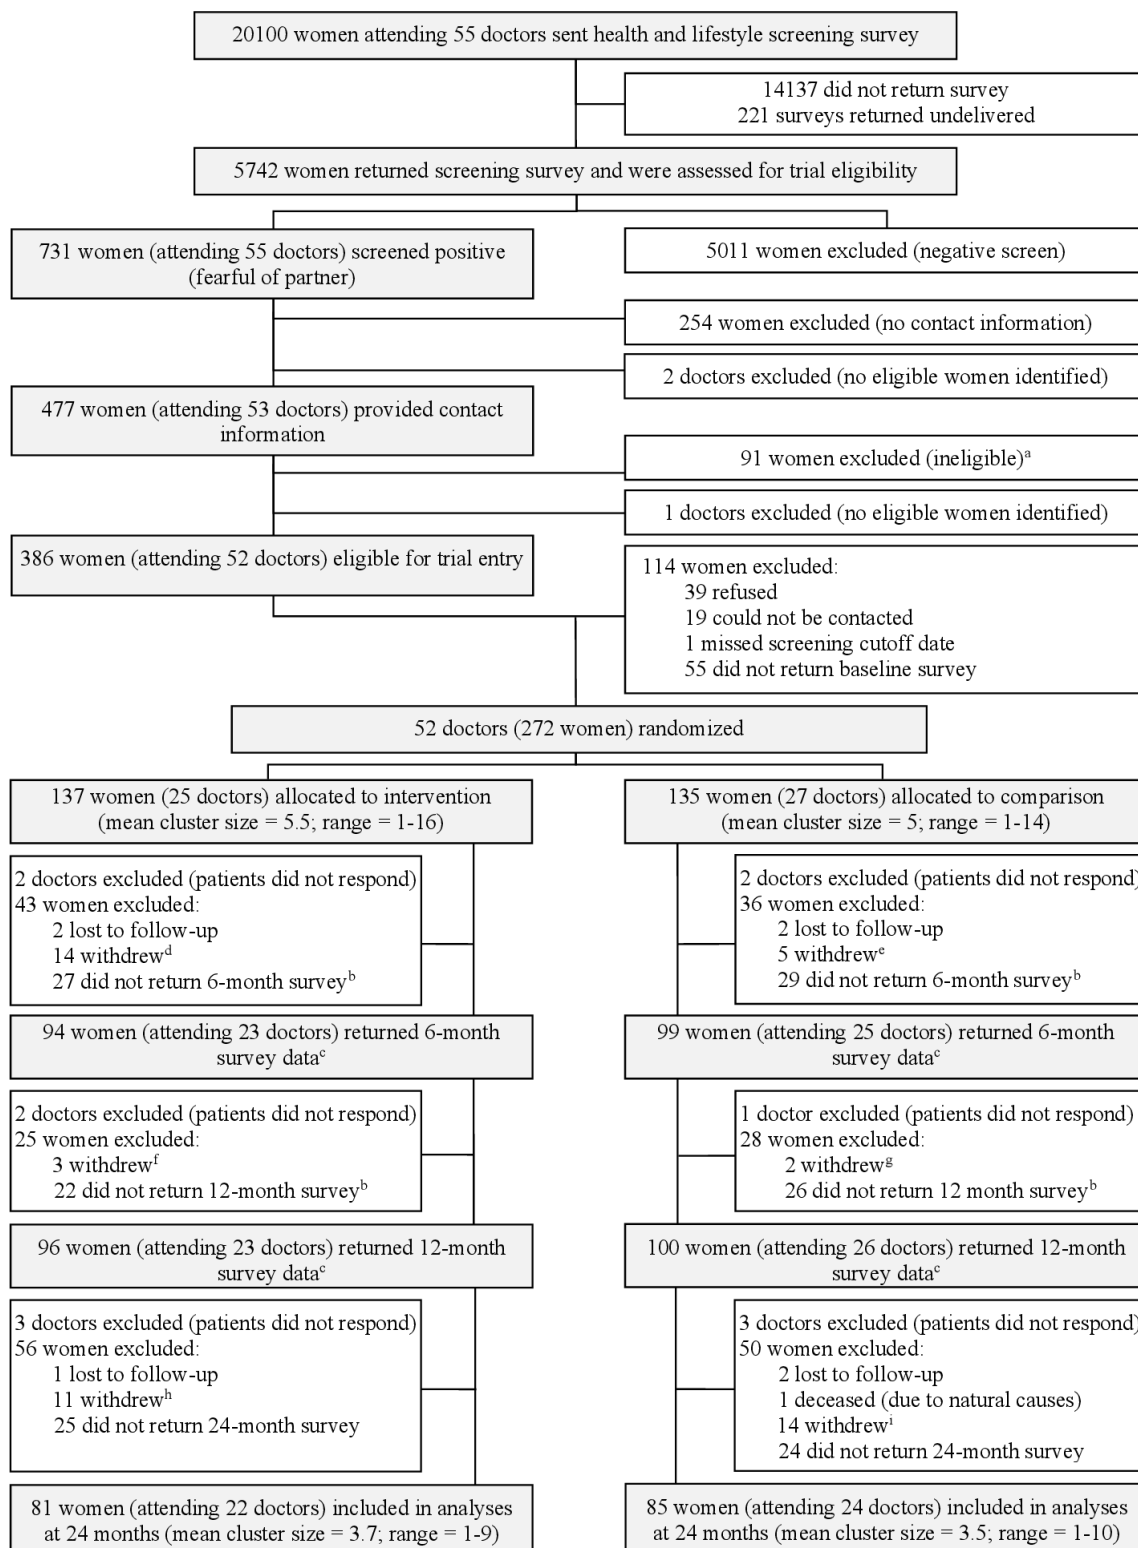 20100 women attending 55 doctors sent health and lifestyle screening survey
14137 did not return survey
221 surveys returned undelivered
5742 women returned screening survey and were assessed for trial eligibility
731 women (attending 55 doctors) screened positive
(fearful of partner)
5011 women excluded (negative screen)
254 women excluded (no contact information)
2 doctors excluded (no eligible women identified)
477 women (attending 53 doctors) provided contact
information
91 women excluded (ineligible)ᵃ
1 doctors excluded (no eligible women identified)
386 women (attending 52 doctors) eligible for trial entry
114 women excluded:
39 refused
19 could not be contacted
1 missed screening cutoff date
55 did not return baseline survey
52 doctors (272 women) randomized
137 women (25 doctors) allocated to intervention
(mean cluster size = 5.5; range = 1-16)
135 women (27 doctors) allocated to comparison
(mean cluster size = 5; range = 1-14)
2 doctors excluded (patients did not respond)
43 women excluded:
2 lost to follow-up
14 withdrewᵈ
27 did not return 6-month surveyᵇ
2 doctors excluded (patients did not respond)
36 women excluded:
2 lost to follow-up
5 withdrewᵉ
29 did not return 6-month surveyᵇ
94 women (attending 23 doctors) returned 6-month
survey dataᶜ
99 women (attending 25 doctors) returned 6-month
survey dataᶜ
2 doctors excluded (patients did not respond)
25 women excluded:
3 withdrewᶠ
22 did not return 12-month surveyᵇ
1 doctor excluded (patients did not respond)
28 women excluded:
2 withdrewᵍ
26 did not return 12 month surveyᵇ
96 women (attending 23 doctors) returned 12-month
survey dataᶜ
100 women (attending 26 doctors) returned 12-month
survey dataᶜ
3 doctors excluded (patients did not respond)
56 women excluded:
1 lost to follow-up
11 withdrewʰ
25 did not return 24-month survey
3 doctors excluded (patients did not respond)
50 women excluded:
2 lost to follow-up
1 deceased (due to natural causes)
14 withdrewⁱ
24 did not return 24-month survey
81 women (attending 22 doctors) included in analyses
at 24 months (mean cluster size = 3.7; range = 1-9)
85 women (attending 24 doctors) included in analyses
at 24 months (mean cluster size = 3.5; range = 1-10)